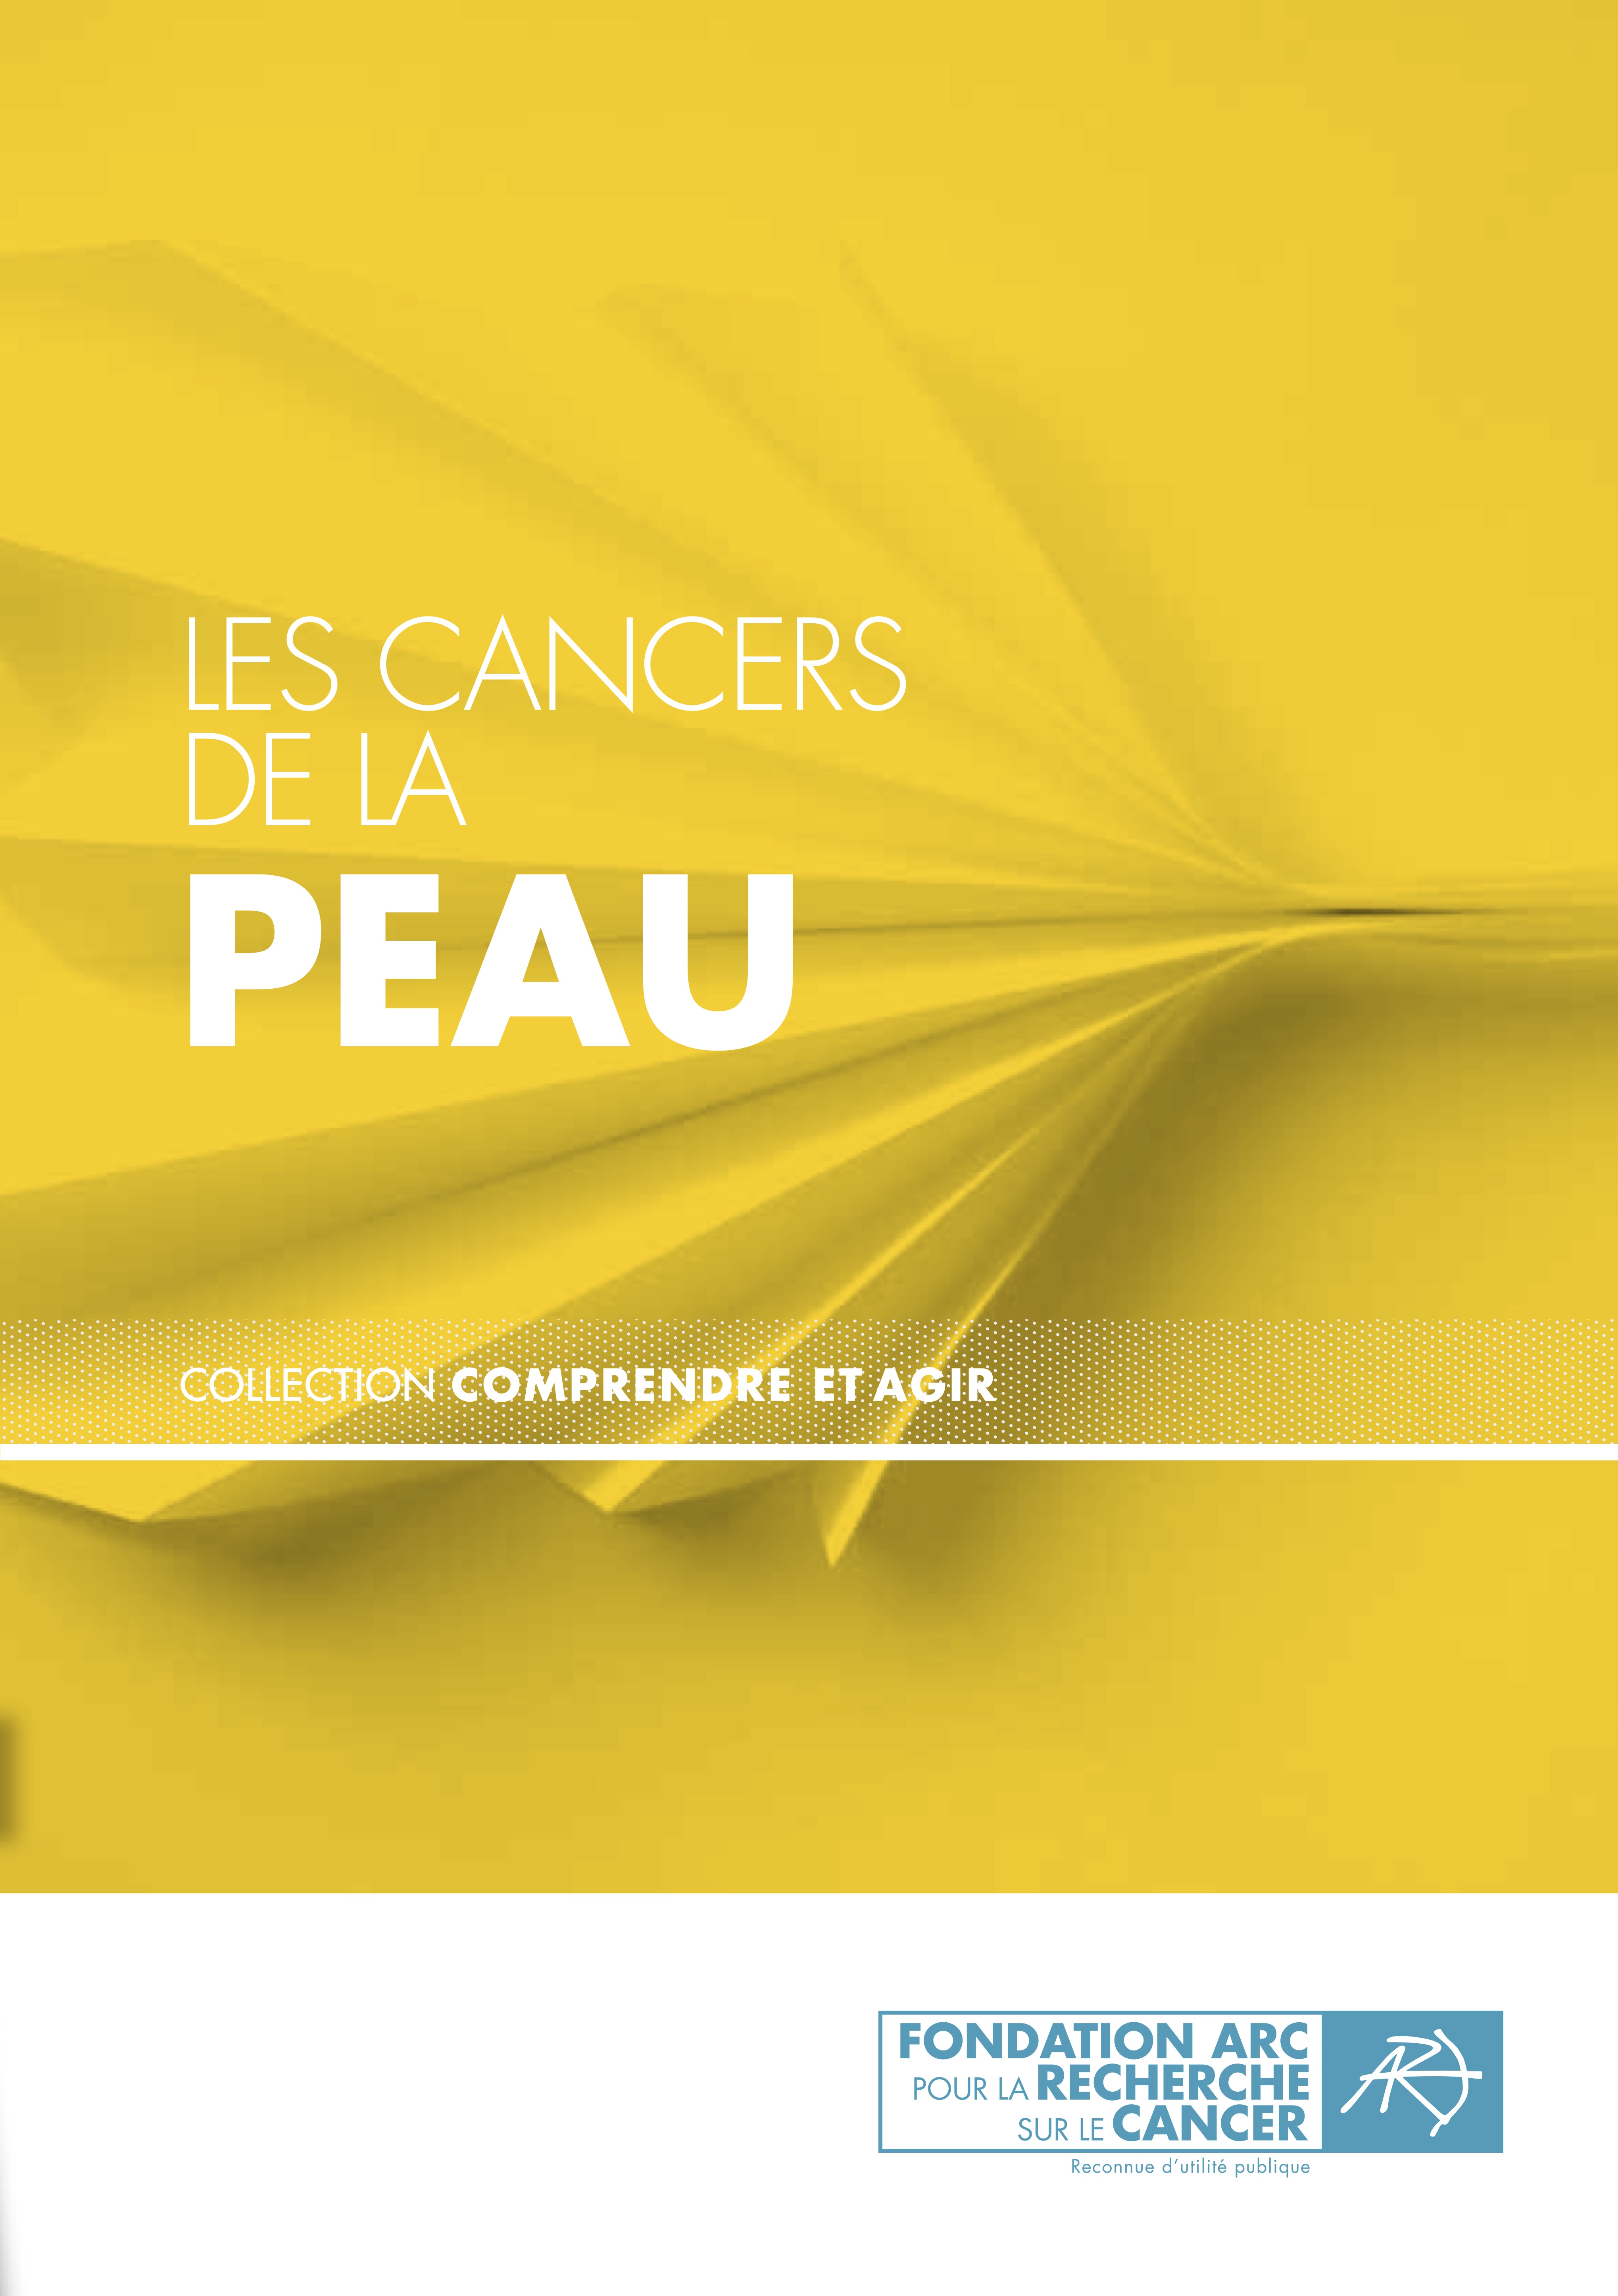 LES CANCERS
DE LA
PEAU
COLLECTION COMPRENDRE ET AGIR
FONDATION ARC
POUR LA RECHERCHE
SUR LE CANCER
ARC
Reconnue d'utilité publique